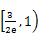 [3/2e, 1)